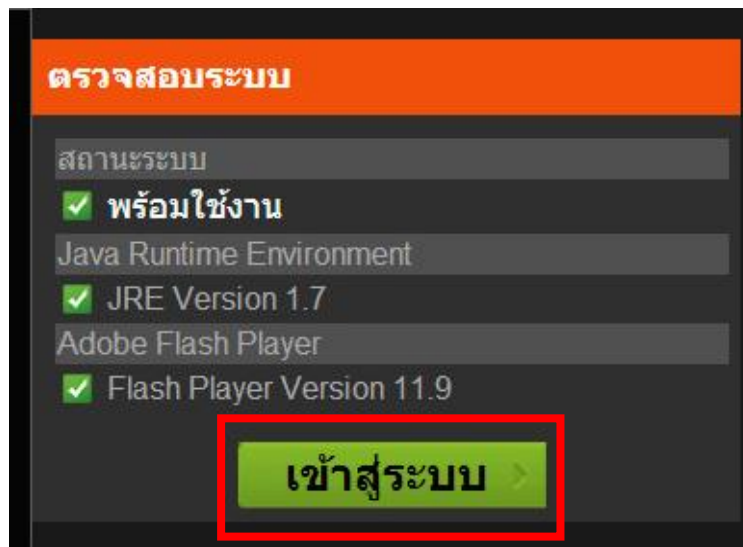 ตรวจสอบระบบ
สถานะระบบ
พร้อมใช้งาน
Java Runtime Environment
JRE Version 1.7
Adobe Flash Player
Flash Player Version 11.9
เข้าสู่ระบบ